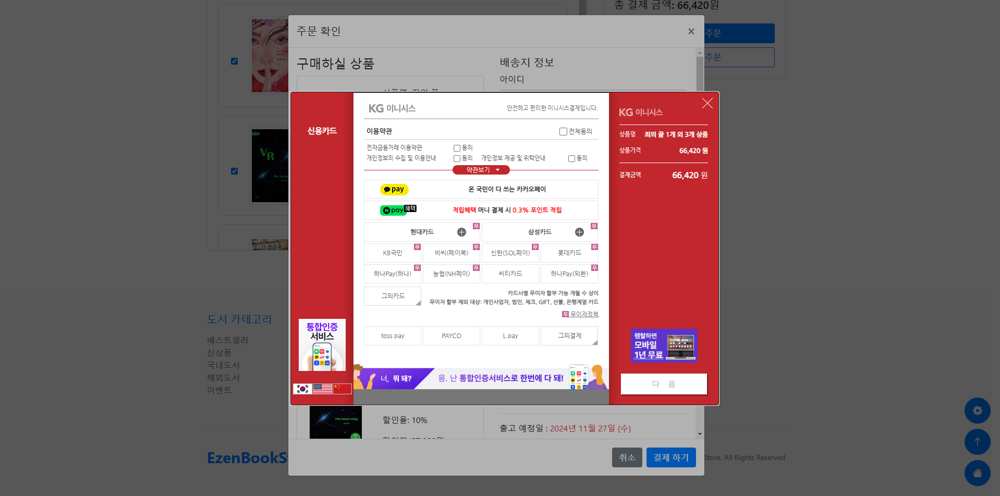 총 결제 금액: 66,420원
주문 확인
×
주문
주문
구매하실 상품
배송지 정보
아이디
신용카드
KG 이니시스
안전하고 편리한 이니시스결제입니다.
이용약관
전체동의
전자금융거래 이용약관
동의
개인정보의 수집 및 이용안내
동의
개인정보 제공 및 위탁안내
동의
약관보기
pay
온 국민이 다 쓰는 카카오페이
N pay 혜택
적립혜택 머니 결제 시 0.3% 포인트 적립
현대카드
무
삼성카드
무
KB국민
무
비씨(페이북)
무
신한(SOL페이)
무
롯데카드
무
하나Pay(하나)
무
농협(NH페이)
무
씨티카드
하나Pay(외환)
무
그외카드
카드사별 무이자 할부 가능 개월 수 상이
무이자 할부 제외 대상: 개인사업자, 법인, 체크, GIFT, 선불, 은행계열 카드
무 무이자정책
toss pay
PAYCO
L.pay
그외결제
너, 뭐 돼?
응. 난 통합인증서비스로 한번에 다 돼!
통합인증
서비스
KG 이니시스
상품명
죄의 끝 1개 외 3개 상품
상품가격
66,420 원
결제금액
66,420 원
렌탈하면
모바일
1년 무료
다 음
VR
The beginning
할인율: 10%
출고 예정일 : 2024년 11월 27일 (수)
취소
결제 하기
도서 카테고리
베스트셀러
신상품
국내도서
해외도서
이벤트
EzenBookSt
Store. All Rights Reserved